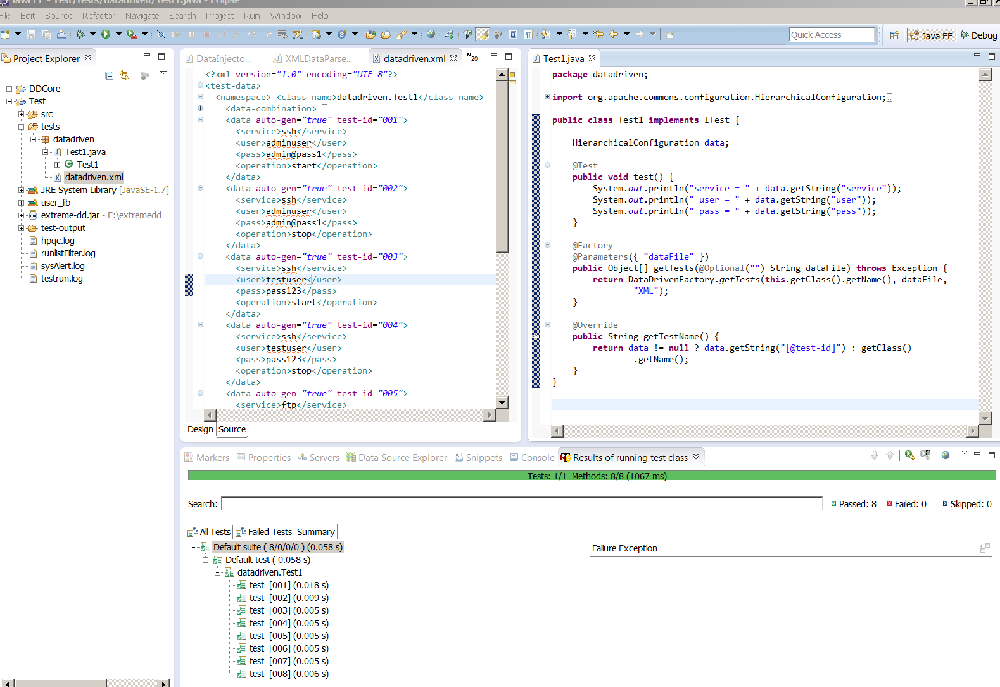 Java EE - Test/tests/datadriven/Test1.java - Eclipse
File Edit Source Refactor Navigate Search Project Run Window Help
Quick Access
Java EE
Debug
Project Explorer
DDCore
Test
src
tests
datadriven
Test1.java
Test1
datadriven.xml
JRE System Library [JavaSE-1.7]
user_lib
extreme-dd.jar - E:\extremedd
test-output
hpqc.log
runlistFilter.log
sysAlert.log
testrun.log
DataInjecto...
XMLDataParse...
datadriven.xml
»20
<?xml version="1.0" encoding="UTF-8"?>
<test-data>
<namespace> <class-name>datadriven.Test1</class-name>
<data-combination>
<data auto-gen="true" test-id="001">
<service>ssh</service>
<user>adminuser</user>
<pass>admin@pass1</pass>
<operation>start</operation>
</data>
<data auto-gen="true" test-id="002">
<service>ssh</service>
<user>adminuser</user>
<pass>admin@pass1</pass>
<operation>stop</operation>
</data>
<data auto-gen="true" test-id="003">
<service>ssh</service>
<user>testuser</user>
<pass>pass123</pass>
<operation>start</operation>
</data>
<data auto-gen="true" test-id="004">
<service>ssh</service>
<user>testuser</user>
<pass>pass123</pass>
<operation>stop</operation>
</data>
<data auto-gen="true" test-id="005">
<service>ftp</service>
Design
Source
Test1.java
package datadriven;
import org.apache.commons.configuration.HierarchicalConfiguration;
public class Test1 implements ITest {
HierarchicalConfiguration data;
@Test
public void test() {
System.out.println("service = " + data.getString("service"));
System.out.println(" user = " + data.getString("user"));
System.out.println(" pass = " + data.getString("pass"));
}
@Factory
@Parameters({ "dataFile" })
public Object[] getTests(@Optional("") String dataFile) throws Exception {
return DataDrivenFactory.getTests(this.getClass().getName(), dataFile,
"XML");
}
@Override
public String getTestName() {
return data != null ? data.getString("[@test-id]") : getClass()
.getName();
}
}
Markers
Properties
Servers
Data Source Explorer
Snippets
Console
Results of running test class
Tests: 1/1 Methods: 8/8 (1067 ms)
Search:
Passed: 8
Failed: 0
Skipped: 0
All Tests
Failed Tests
Summary
Default suite ( 8/0/0/0 ) (0.058 s)
Default test ( 0.058 s)
datadriven.Test1
test [001] (0.018 s)
test [002] (0.009 s)
test [003] (0.005 s)
test [004] (0.005 s)
test [005] (0.005 s)
test [006] (0.005 s)
test [007] (0.005 s)
test [008] (0.006 s)
Failure Exception